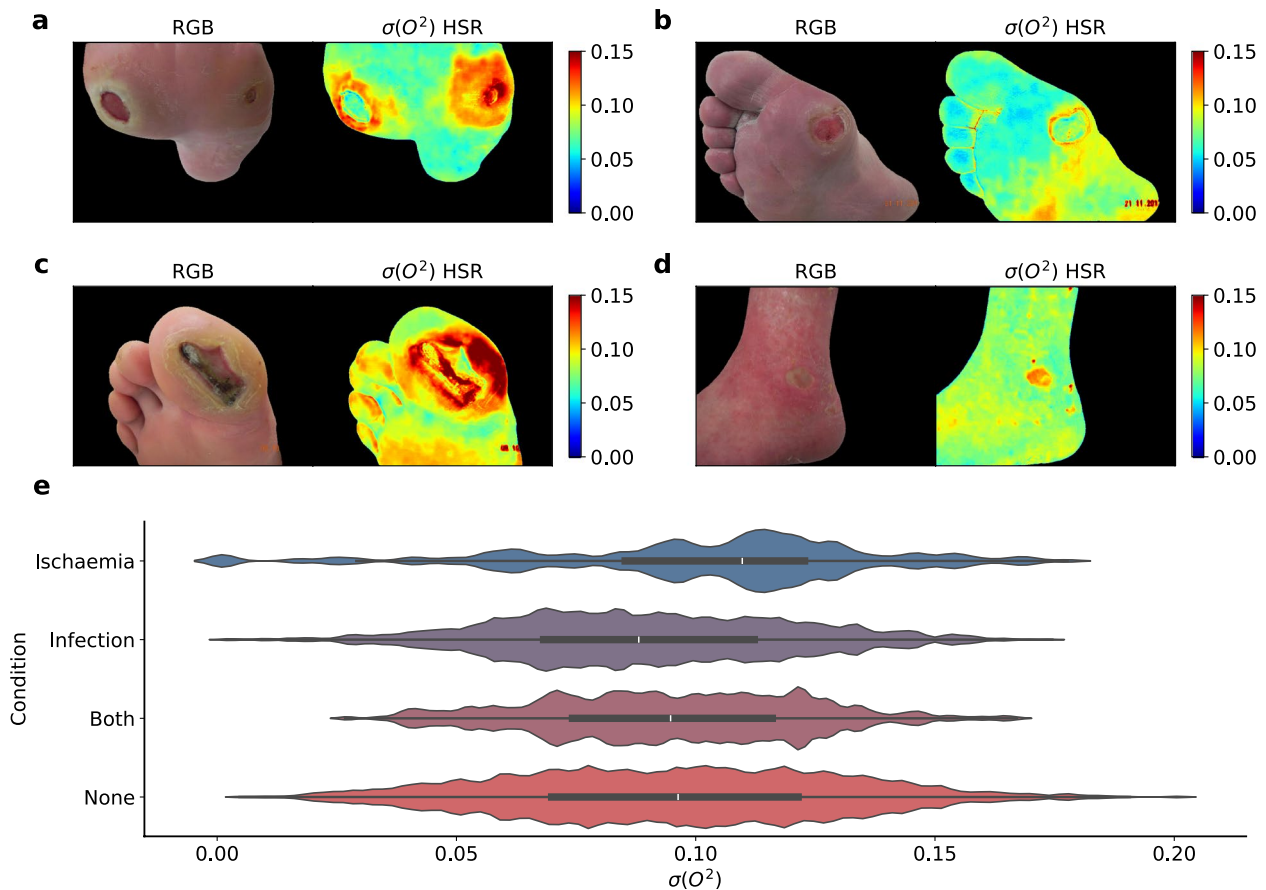 a
RGB
σ(O²) HSR
0.15
0.10
0.05
0.00
b
RGB
σ(O²) HSR
0.15
0.10
0.05
0.00
c
RGB
σ(O²) HSR
0.15
0.10
0.05
0.00
d
RGB
σ(O²) HSR
0.15
0.10
0.05
0.00
e
Condition
Ischaemia
Infection
Both
None
0.00
0.05
0.10
0.15
0.20
σ(O²)